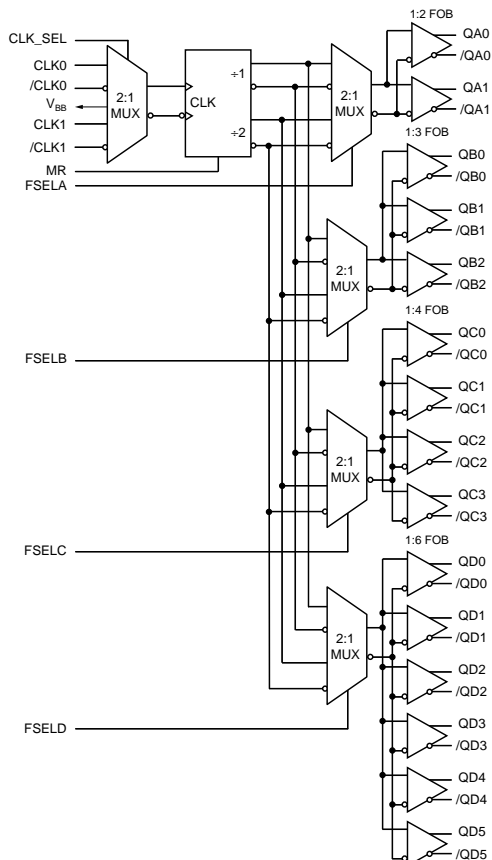 CLK_SEL
CLK0
/CLK0
VBB
CLK1
/CLK1
2:1
MUX
CLK
÷1
÷2
MR
FSELA
2:1
MUX
1:2 FOB
QA0
/QA0
QA1
/QA1
1:3 FOB
QB0
/QB0
QB1
/QB1
QB2
/QB2
2:1
MUX
FSELB
1:4 FOB
QC0
/QC0
QC1
/QC1
QC2
/QC2
QC3
/QC3
2:1
MUX
FSELC
1:6 FOB
QD0
/QD0
QD1
/QD1
QD2
/QD2
QD3
/QD3
QD4
/QD4
QD5
/QD5
2:1
MUX
FSELD